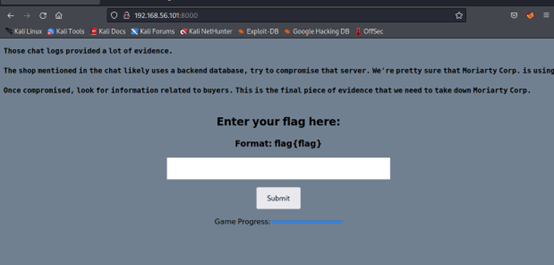 192.168.56.101:8000
Kali Linux Kali Tools Kali Docs Kali Forums Kali NetHunter Exploit-DB Google Hacking DB OffSec
Those chat logs provided a lot of evidence.
The shop mentioned in the chat likely uses a backend database, try to compromise that server. We're pretty sure that Moriarty Corp. is using
Once compromised, look for information related to buyers. This is the final piece of evidence that we need to take down Moriarty Corp.
Enter your flag here:
Format: flag{flag}
Submit
Game Progress: